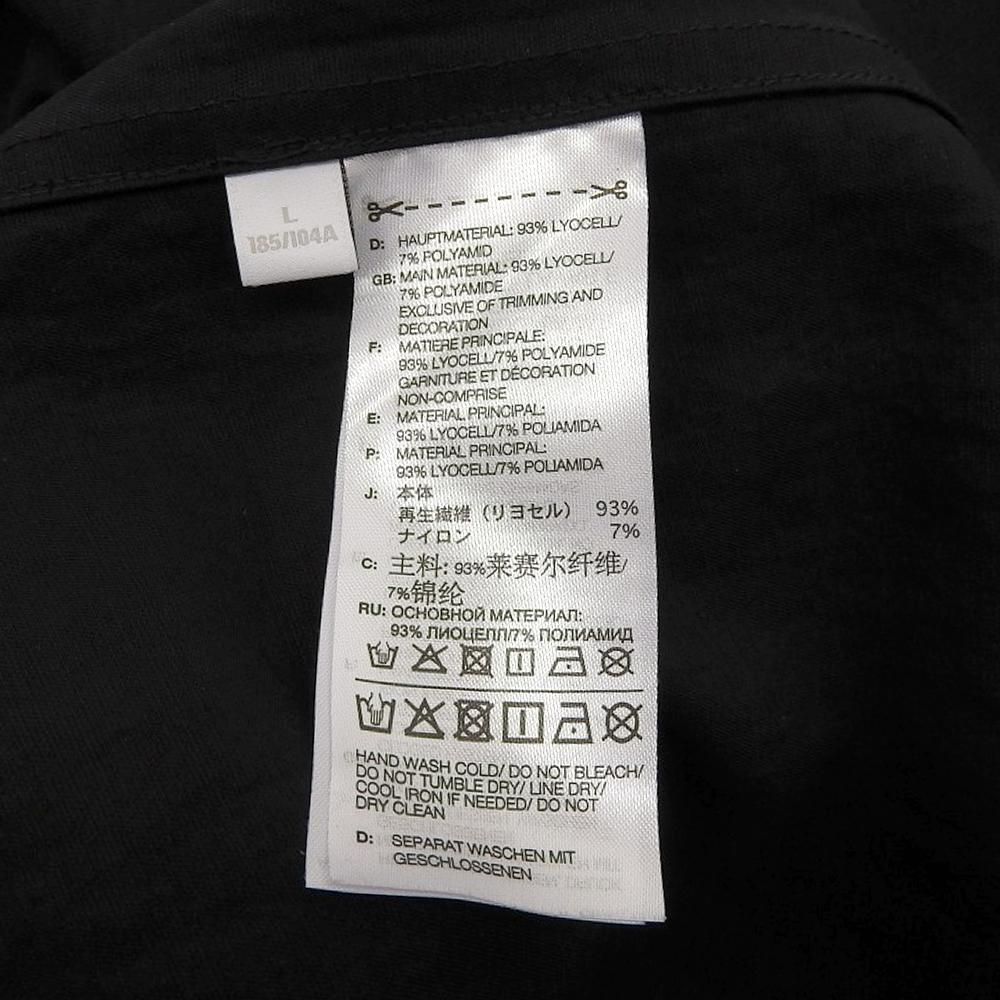 L
185/104A
D: HAUPTMATERIAL: 93% LYOCELL/
7% POLYAMID
GB: MAIN MATERIAL: 93% LYOCELL/
7% POLYAMIDE
EXCLUSIVE OF TRIMMING AND
DECORATION
F: MATIERE PRINCIPALE:
93% LYOCELL/7% POLYAMIDE
GARNITURE ET DÉCORATION
NON-COMPRISE
E: MATERIAL PRINCIPAL:
93% LYOCELL/7% POLIAMIDA
P: MATERIAL PRINCIPAL:
93% LYOCELL/7% POLIAMIDA
J: 本体
再生繊維（リヨセル） 93%
ナイロン 7%
C: 主料: 93%莱赛尔纤维/
7%锦纶
RU: ОСНОВНОЙ МАТЕРИАЛ:
93% ЛИОЦЕЛЛ/7% ПОЛИАМИД
HAND WASH COLD/ DO NOT BLEACH/
DO NOT TUMBLE DRY/ LINE DRY/
COOL IRON IF NEEDED/ DO NOT
DRY CLEAN
D: SEPARAT WASCHEN MIT
GESCHLOSSENEN